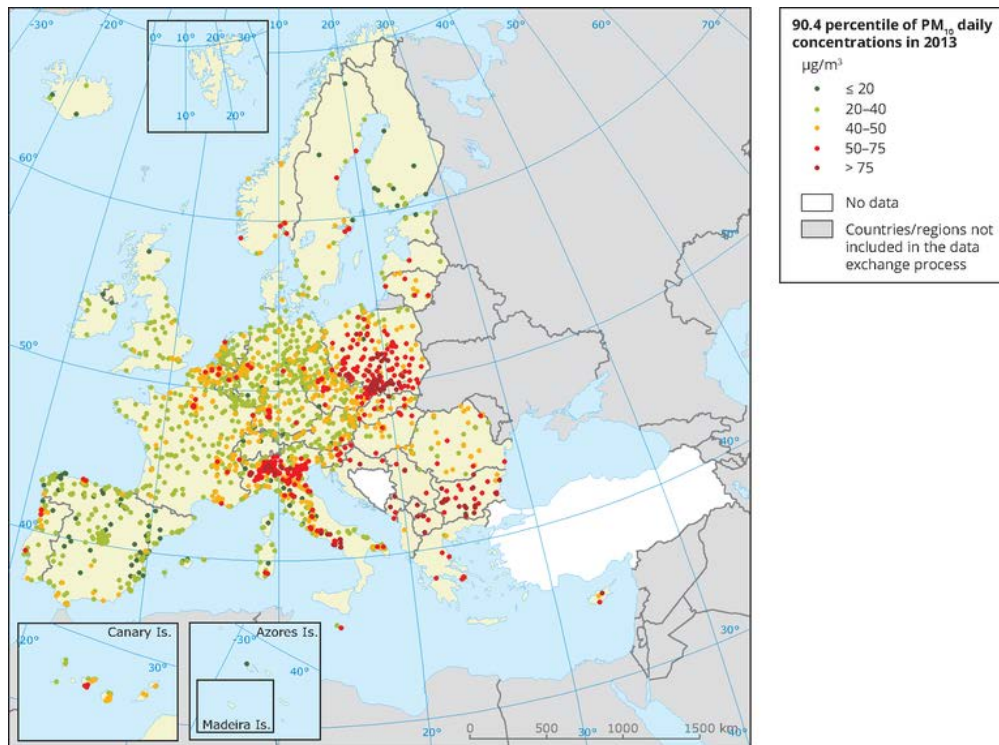 -30° -20° -10° 0° 10° 20° 30° 40° 50° 60° 70°
0° 10° 20° 30°
10° 20°
60°
50°
50°
40°
40°
30°
0°
10°
Canary Is.
-20°
30°
Azores Is.
-30°
40°
Madeira Is.
20°
30°
40°
0 500 1000 1500 km
90.4 percentile of PM₁₀ daily
concentrations in 2013
µg/m³
≤ 20
20–40
40–50
50–75
> 75
No data
Countries/regions not
included in the data
exchange process